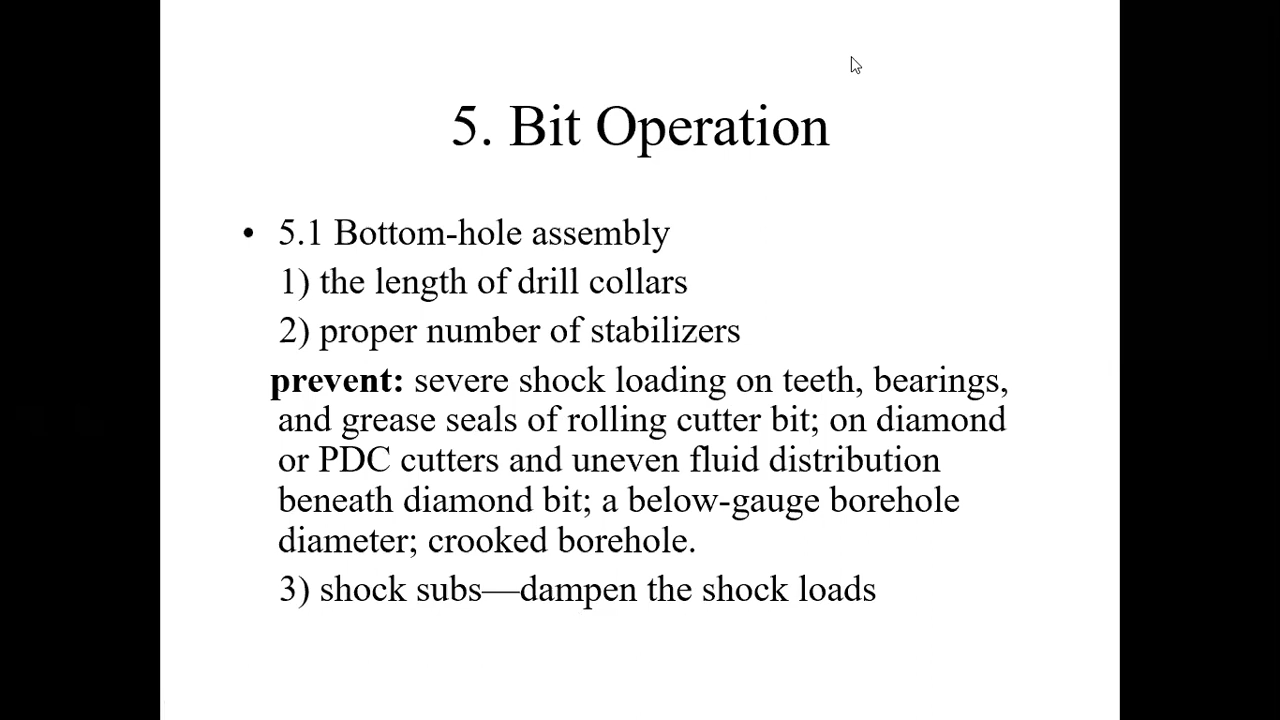 5. Bit Operation
• 5.1 Bottom-hole assembly
1) the length of drill collars
2) proper number of stabilizers
prevent: severe shock loading on teeth, bearings,
and grease seals of rolling cutter bit; on diamond
or PDC cutters and uneven fluid distribution
beneath diamond bit; a below-gauge borehole
diameter; crooked borehole.
3) shock subs—dampen the shock loads